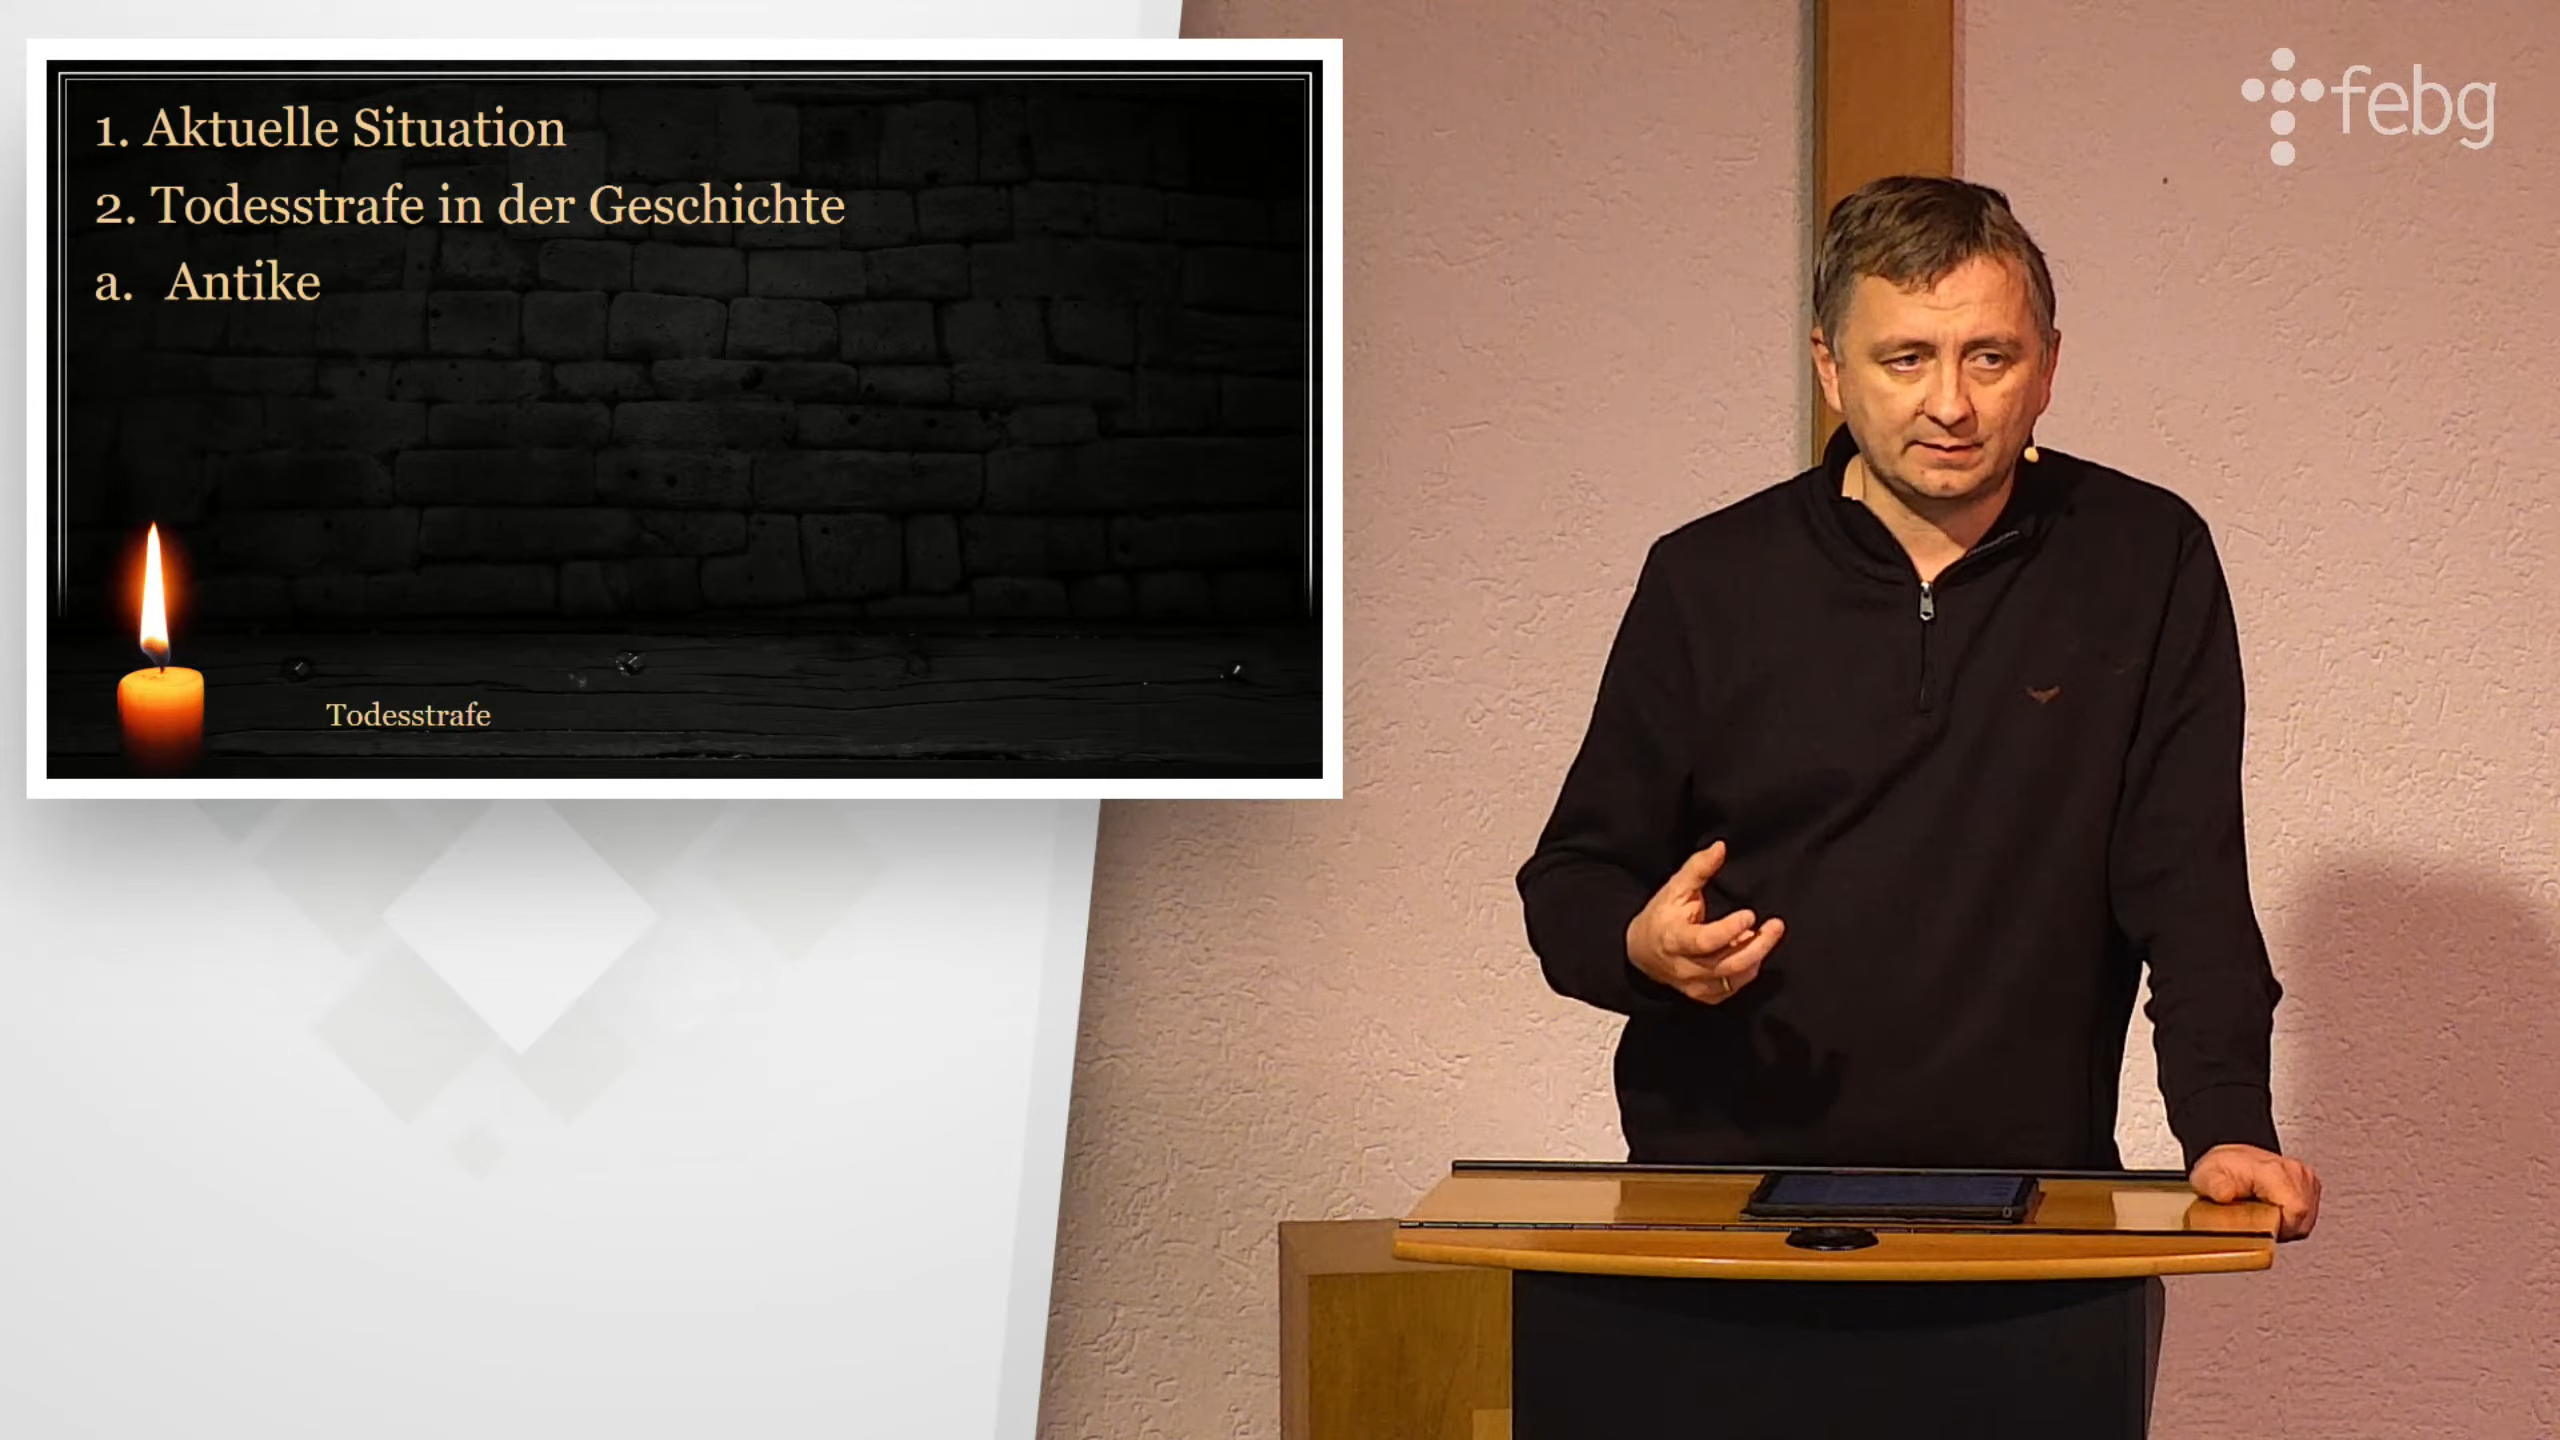 1. Aktuelle Situation
2. Todesstrafe in der Geschichte
a. Antike
Todesstrafe
febg